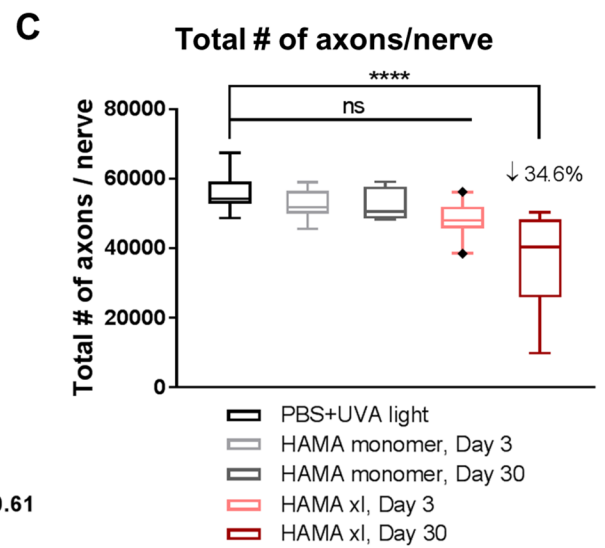 C
Total # of axons/nerve
****
ns
↓ 34.6%
Total # of axons / nerve
80000
60000
40000
20000
0
PBS+UVA light
HAMA monomer, Day 3
HAMA monomer, Day 30
HAMA xl, Day 3
HAMA xl, Day 30
.61